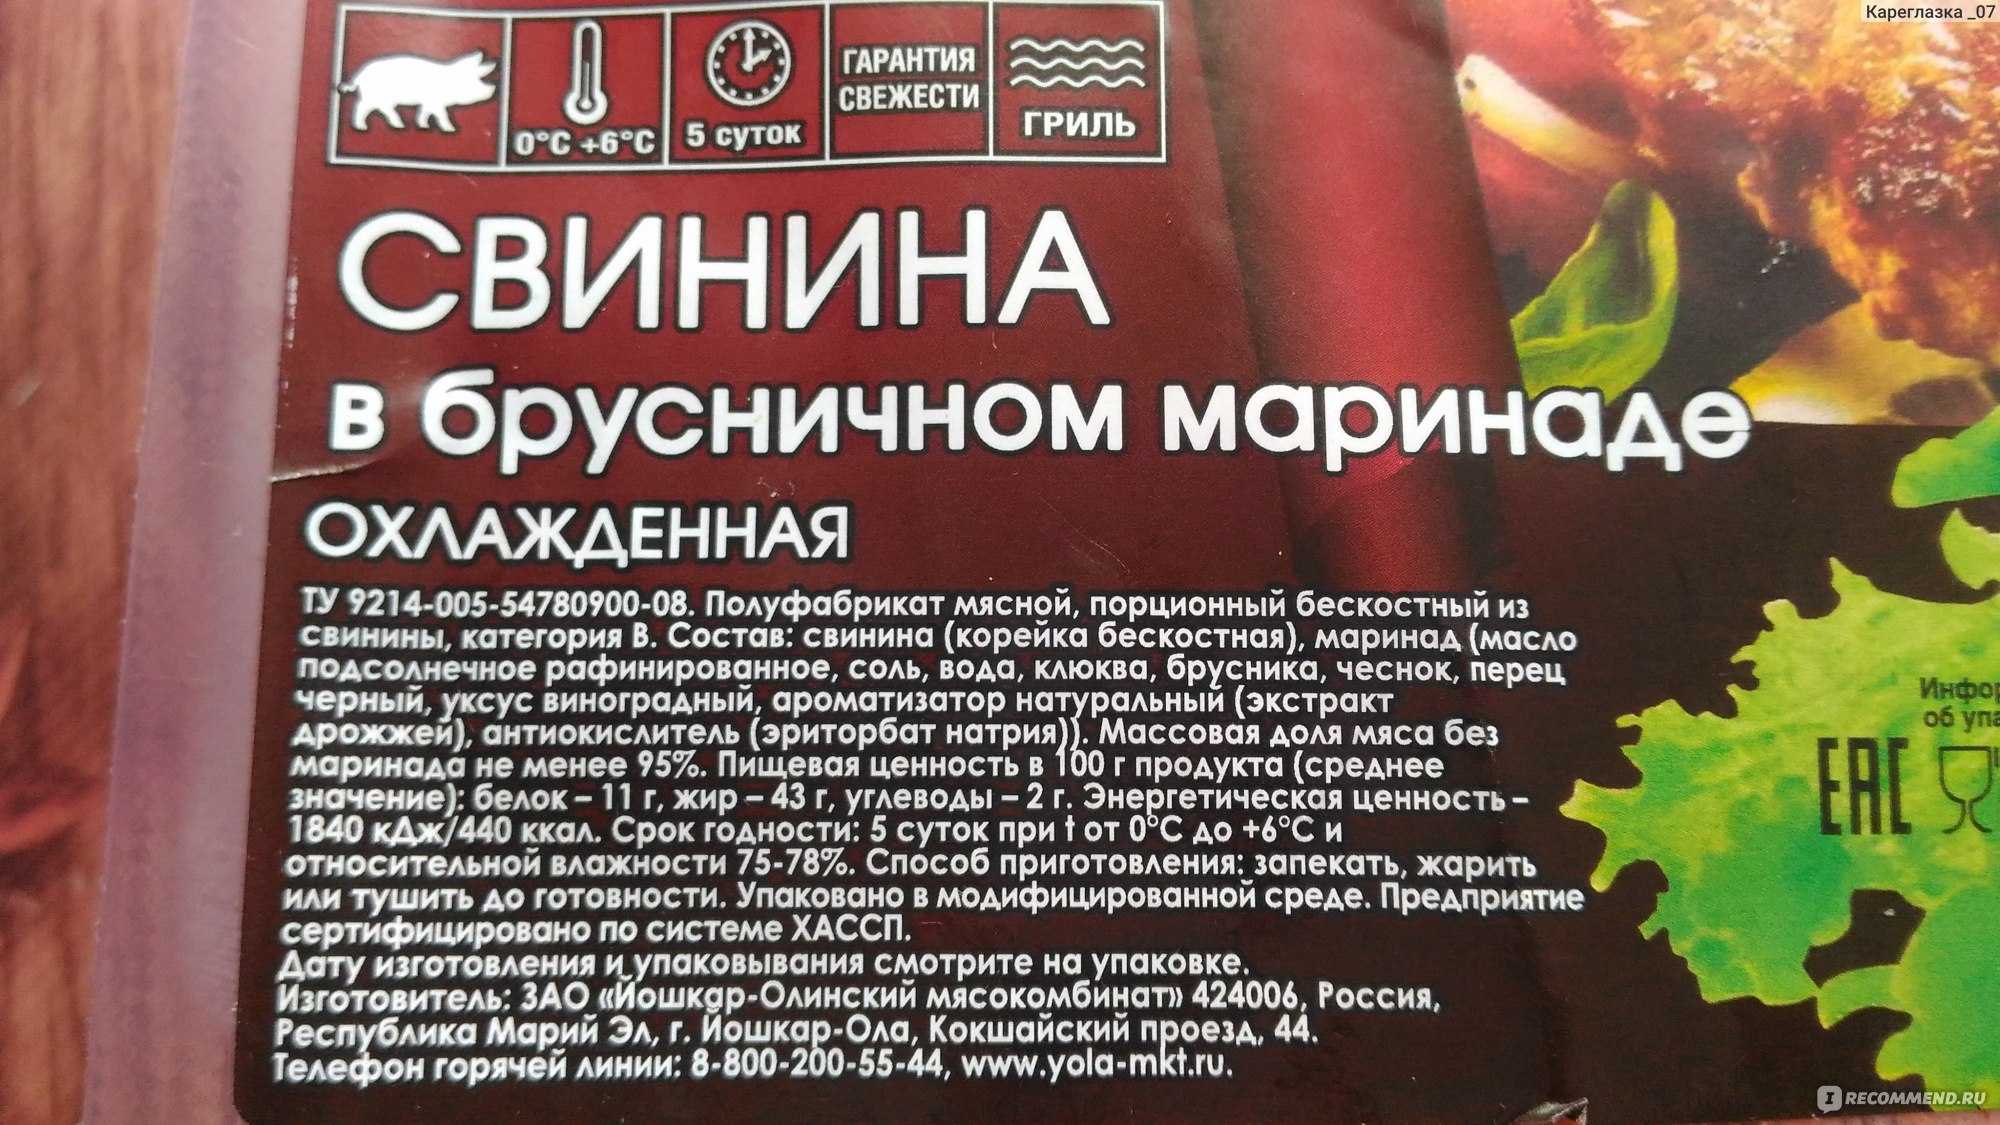 Кареглазка _07
0°C +6°C
5 суток
ГАРАНТИЯ
СВЕЖЕСТИ
ГРИЛЬ
СВИНИНА
в брусничном маринаде
ОХЛАЖДЕННАЯ
ТУ 9214-005-54780900-08. Полуфабрикат мясной, порционный бескостный из
свинины, категория В. Состав: свинина (корейка бескостная), маринад (масло
подсолнечное рафинированное, соль, вода, клюква, брусника, чеснок, перец
черный, уксус виноградный, ароматизатор натуральный (экстракт
дрожжей), антиокислитель (эриторбат натрия)). Массовая доля мяса без
маринада не менее 95%. Пищевая ценность в 100 г продукта (среднее
значение): белок – 11 г, жир – 43 г, углеводы – 2 г. Энергетическая ценность –
1840 кДж/440 ккал. Срок годности: 5 суток при t от 0°С до +6°С и
относительной влажности 75-78%. Способ приготовления: запекать, жарить
или тушить до готовности. Упаковано в модифицированной среде. Предприятие
сертифицировано по системе ХАССП.
Дату изготовления и упаковывания смотрите на упаковке.
Изготовитель: ЗАО «Йошкар-Олинский мясокомбинат» 424006, Россия,
Республика Марий Эл, г. Йошкар-Ола, Кокшайский проезд, 44.
Телефон горячей линии: 8-800-200-55-44, www.yola-mkt.ru.
об
EAC
IRECOMMEND.RU